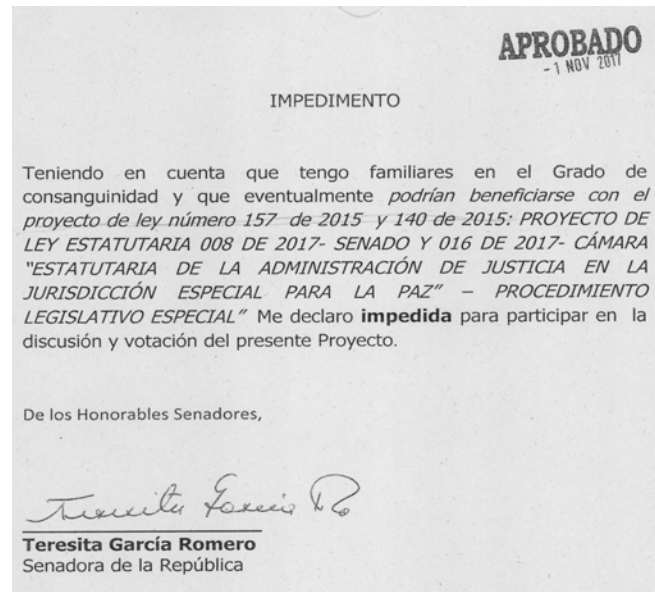 APROBADO
- 1 NOV 2017
IMPEDIMENTO
Teniendo en cuenta que tengo familiares en el Grado de
consanguinidad y que eventualmente podrían beneficiarse con el
proyecto de ley número 157 de 2015 y 140 de 2015: PROYECTO DE
LEY ESTATUTARIA 008 DE 2017- SENADO Y 016 DE 2017- CÁMARA
"ESTATUTARIA DE LA ADMINISTRACIÓN DE JUSTICIA EN LA
JURISDICCIÓN ESPECIAL PARA LA PAZ" – PROCEDIMIENTO
LEGISLATIVO ESPECIAL" Me declaro impedida para participar en la
discusión y votación del presente Proyecto.
De los Honorables Senadores,
Teresita García Ro
Teresita García Romero
Senadora de la República